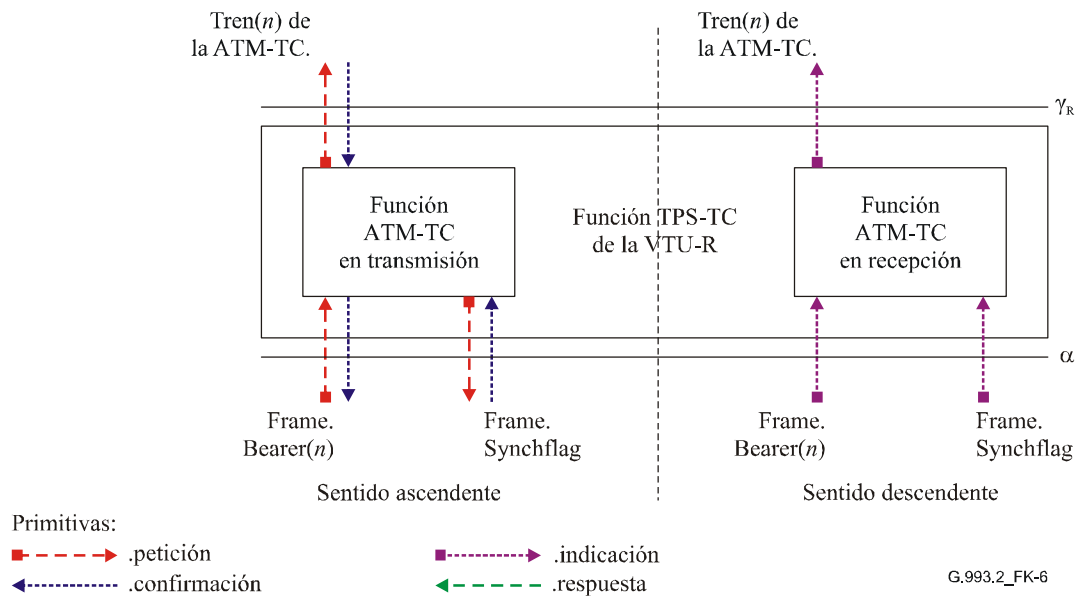 Tren(n) de
la ATM-TC.
Tren(n) de
la ATM-TC.
γR
Función
ATM-TC
en transmisión
Función TPS-TC
de la VTU-R
Función
ATM-TC
en recepción
α
Frame.
Bearer(n)
Frame.
Synchflag
Frame.
Bearer(n)
Frame.
Synchflag
Sentido ascendente
Sentido descendente
Primitivas:
.petición
.indicación
.confirmación
.respuesta
G.993.2_FK-6